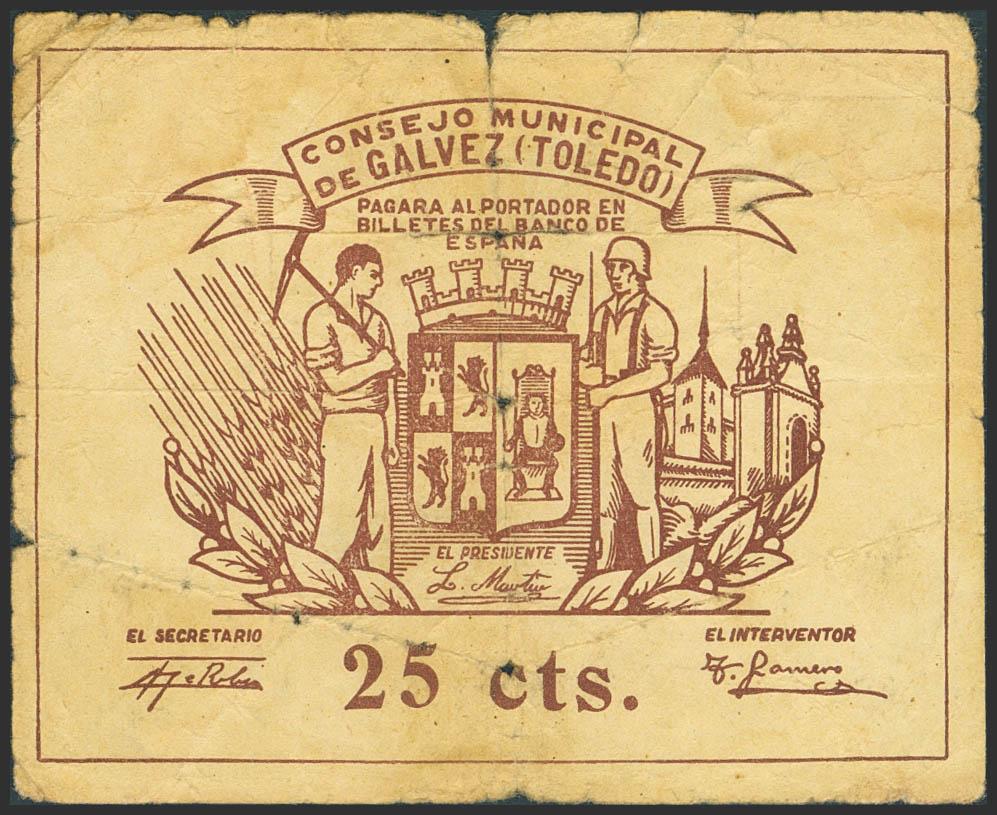 CONSEJO MUNICIPAL
DE GALVEZ (TOLEDO)
PAGARA AL PORTADOR EN
BILLETES DEL BANCO DE
ESPAÑA
EL PRESIDENTE
L. Martin
EL SECRETARIO
EL INTERVENTOR
25 cts.